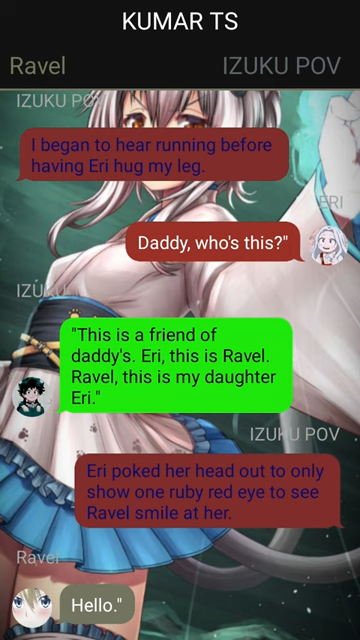 KUMAR TS
Ravel
IZUKU POV
IZUKU POV
I began to hear running before
having Eri hug my leg.
ERI
Daddy, who's this?"
IZUKU
"This is a friend of
daddy's. Eri, this is Ravel.
Ravel, this is my daughter
Eri."
IZUKU POV
Eri poked her head out to only
show one ruby red eye to see
Ravel smile at her.
Ravel
Hello."